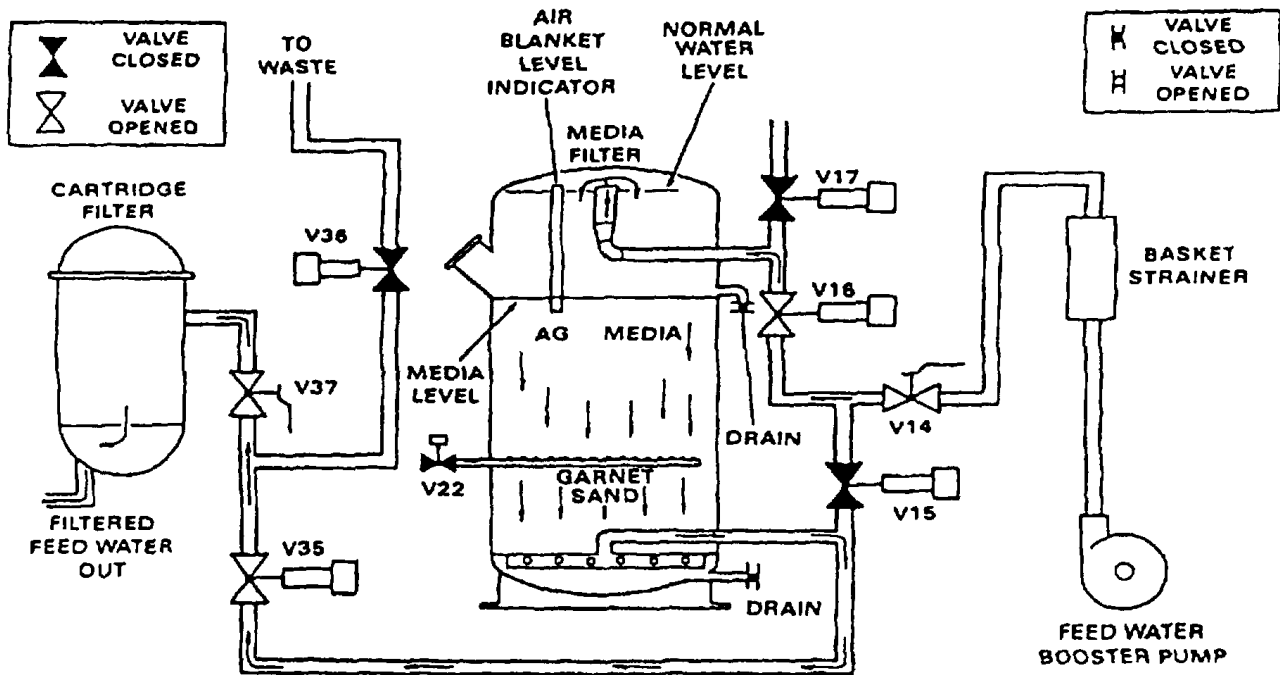 VALVE
CLOSED
VALVE
OPENED
TO
WASTE
AIR
BLANKET
LEVEL
INDICATOR
NORMAL
WATER
LEVEL
VALVE
CLOSED
VALVE
OPENED
MEDIA
FILTER
CARTRIDGE
FILTER
V36
V17
V16
BASKET
STRAINER
AG
MEDIA
MEDIA
LEVEL
V37
DRAIN
V14
V22
GARNET
SAND
V15
FILTERED
FEED WATER
OUT
V35
DRAIN
FEED WATER
BOOSTER PUMP